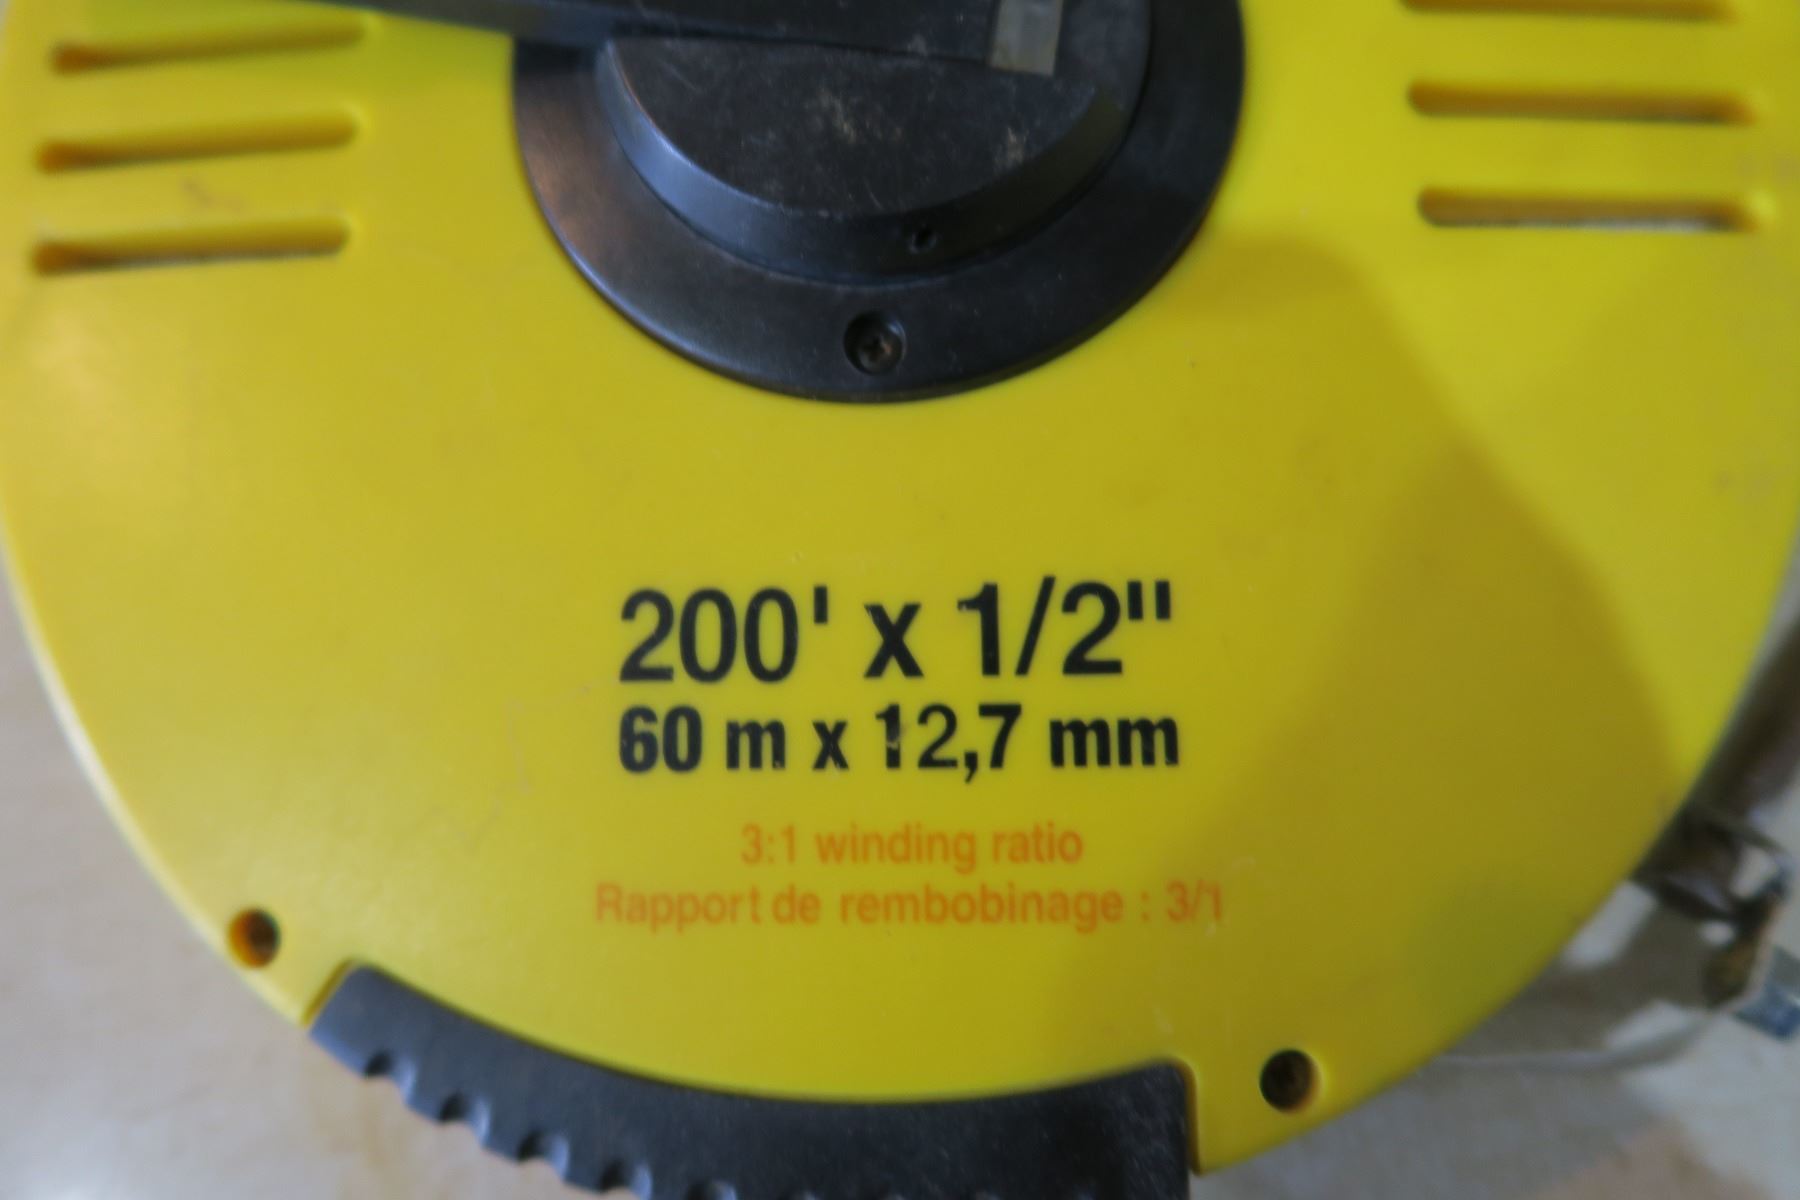 200' x 1/2"
60 m x 12,7 mm
3:1 winding ratio
Rapport de rembobinage : 3/1